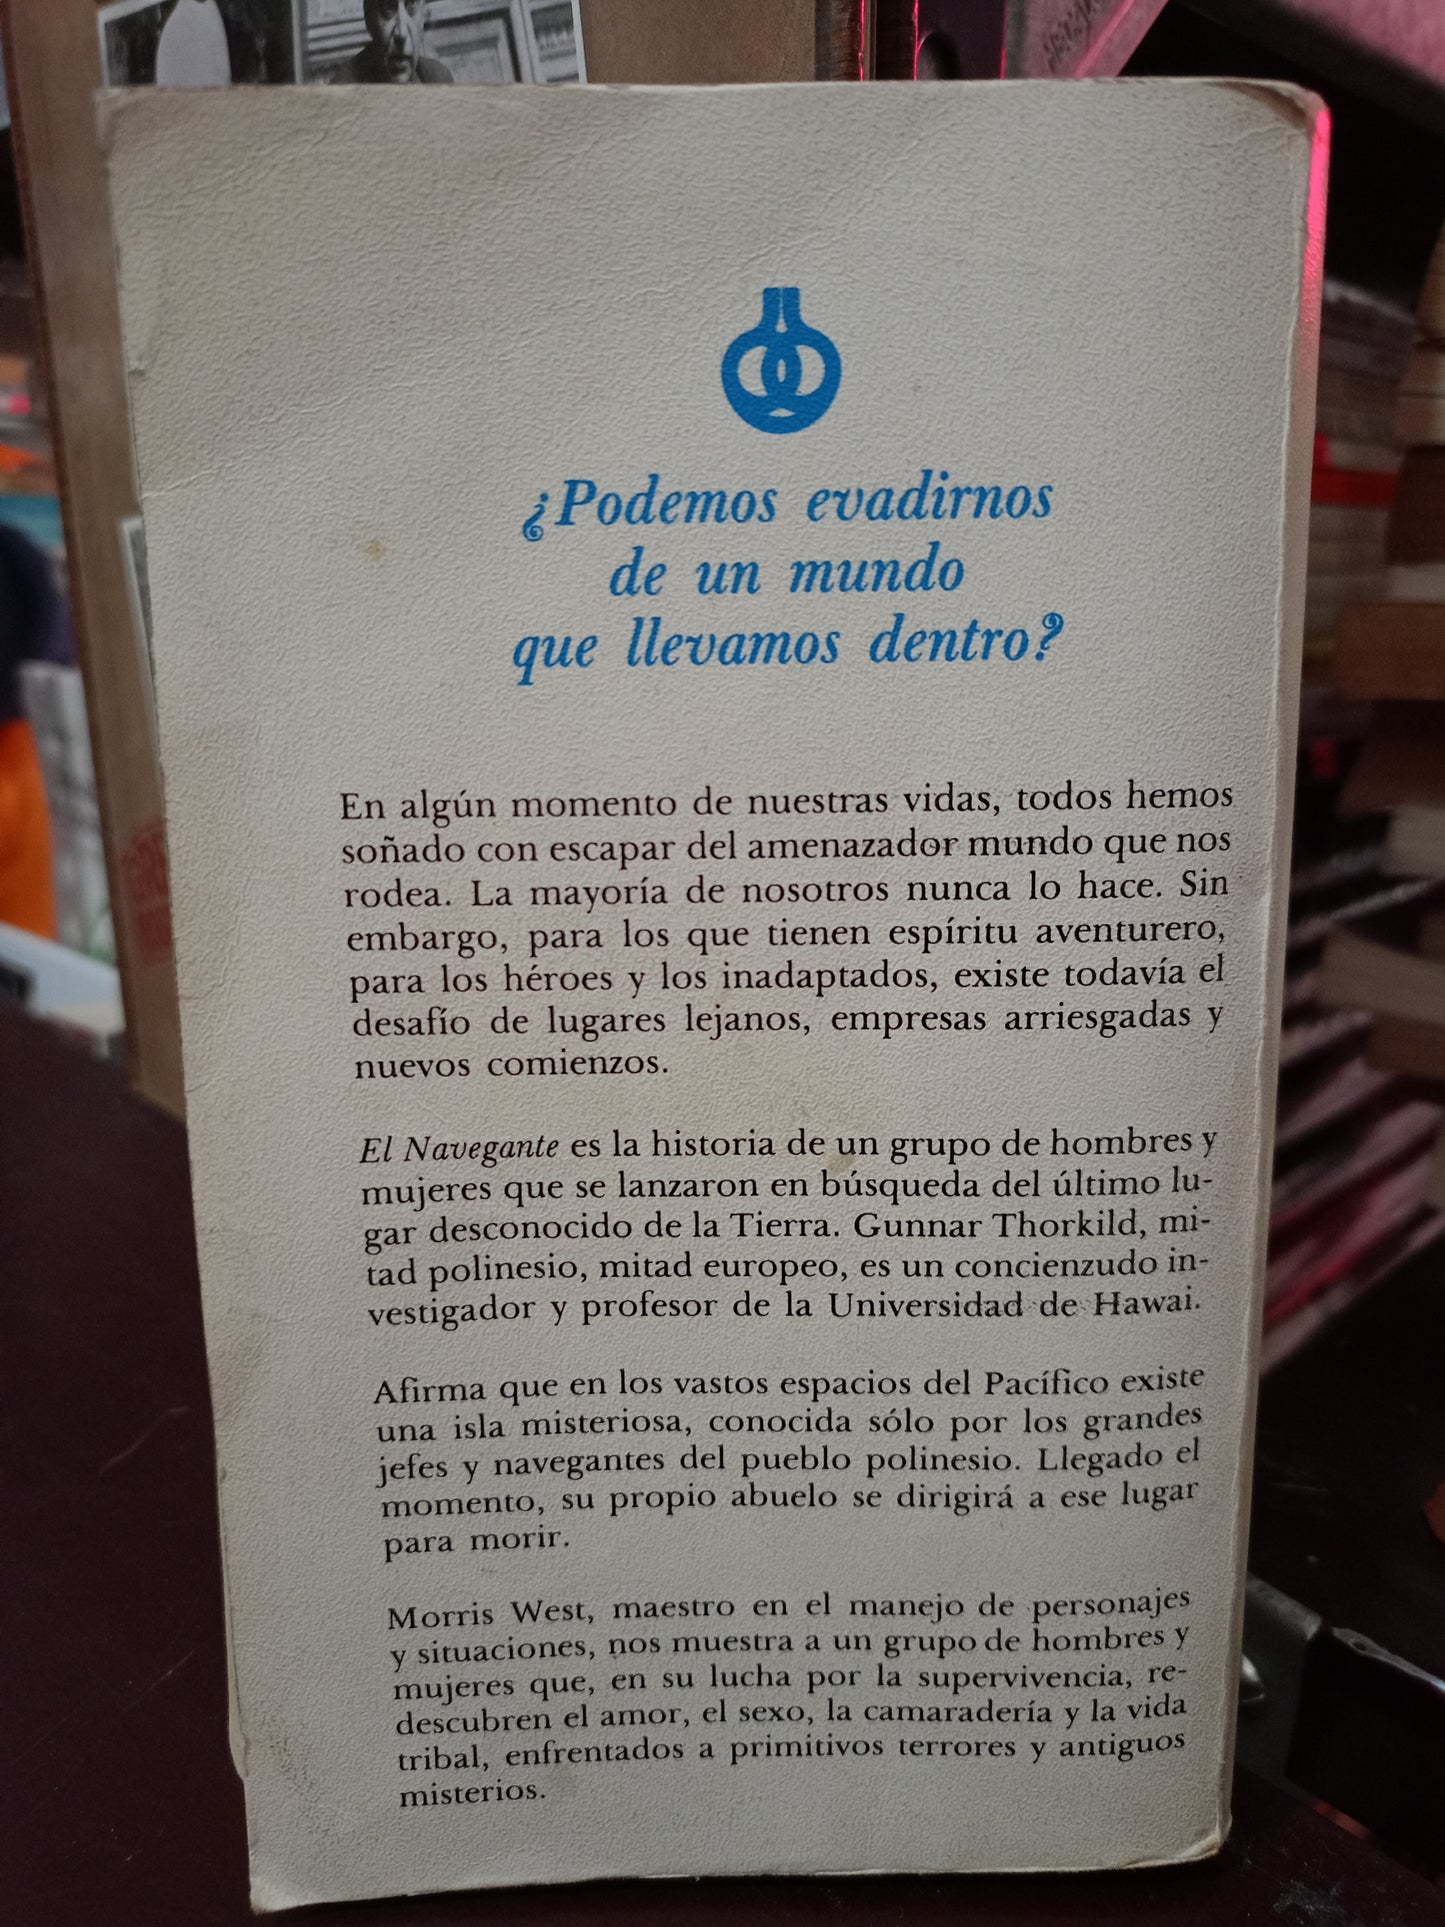 ¿Podemos evadirnos
de un mundo
que llevamos dentro?
En algún momento de nuestras vidas, todos hemos
soñado con escapar del amenazador mundo que nos
rodea. La mayoría de nosotros nunca lo hace. Sin
embargo, para los que tienen espíritu aventurero,
para los héroes y los inadaptados, existe todavía el
desafío de lugares lejanos, empresas arriesgadas y
nuevos comienzos.
El Navegante es la historia de un grupo de hombres y
mujeres que se lanzaron en búsqueda del último lu-
gar desconocido de la Tierra. Gunnar Thorkild, mi-
tad polinesio, mitad europeo, es un concienzudo in-
vestigador y profesor de la Universidad de Hawai.
Afirma que en los vastos espacios del Pacífico existe
una isla misteriosa, conocida sólo por los grandes
jefes y navegantes del pueblo polinesio. Llegado el
momento, su propio abuelo se dirigirá a ese lugar
para morir.
Morris West, maestro en el manejo de personajes
y situaciones, nos muestra a un grupo de hombres y
mujeres que, en su lucha por la supervivencia, re-
descubren el amor, el sexo, la camaradería y la vida
tribal, enfrentados a primitivos terrores y antiguos
misterios.